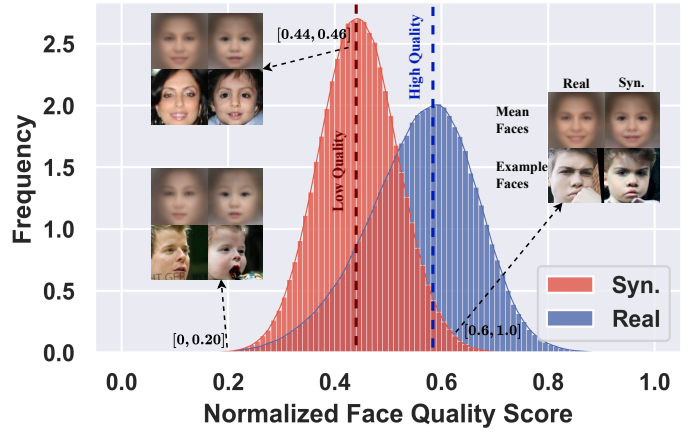 2.5
2.0
1.5
1.0
0.5
0.0
Frequency
0.0
0.2
0.4
0.6
0.8
1.0
Normalized Face Quality Score
[0.44, 0.46]
[0, 0.20]
[0.6, 1.0]
Low Quality
High Quality
Real
Syn.
Mean
Faces
Example
Faces
Syn.
Real